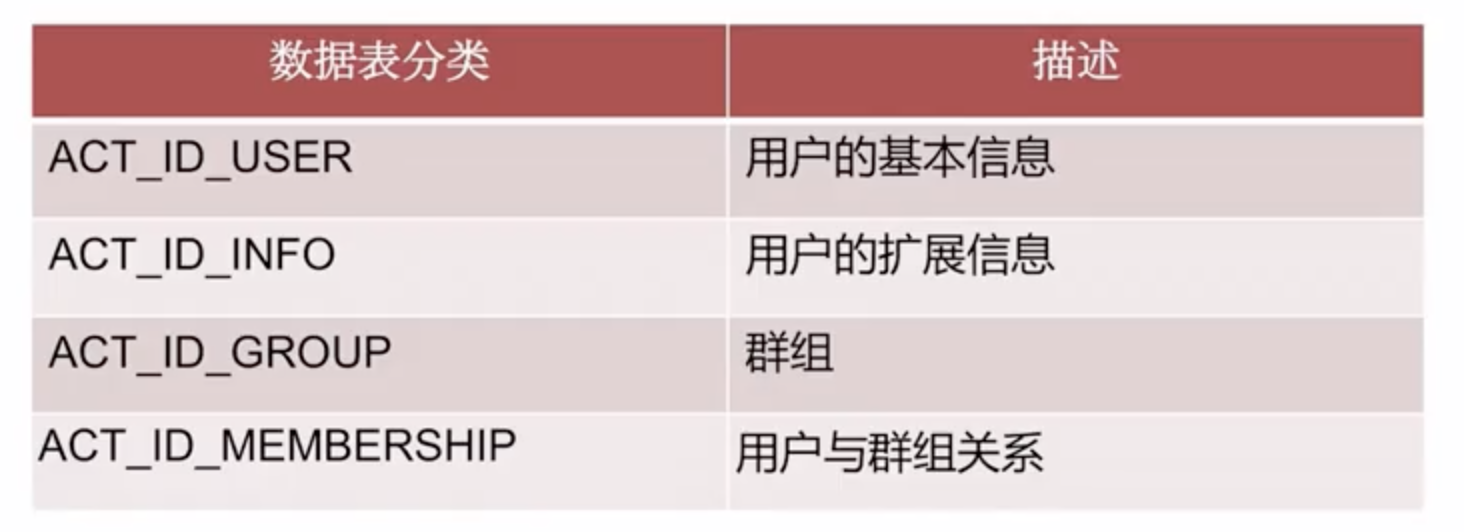 数据表分类 描述
ACT_ID_USER 用户的基本信息
ACT_ID_INFO 用户的扩展信息
ACT_ID_GROUP 群组
ACT_ID_MEMBERSHIP 用户与群组关系